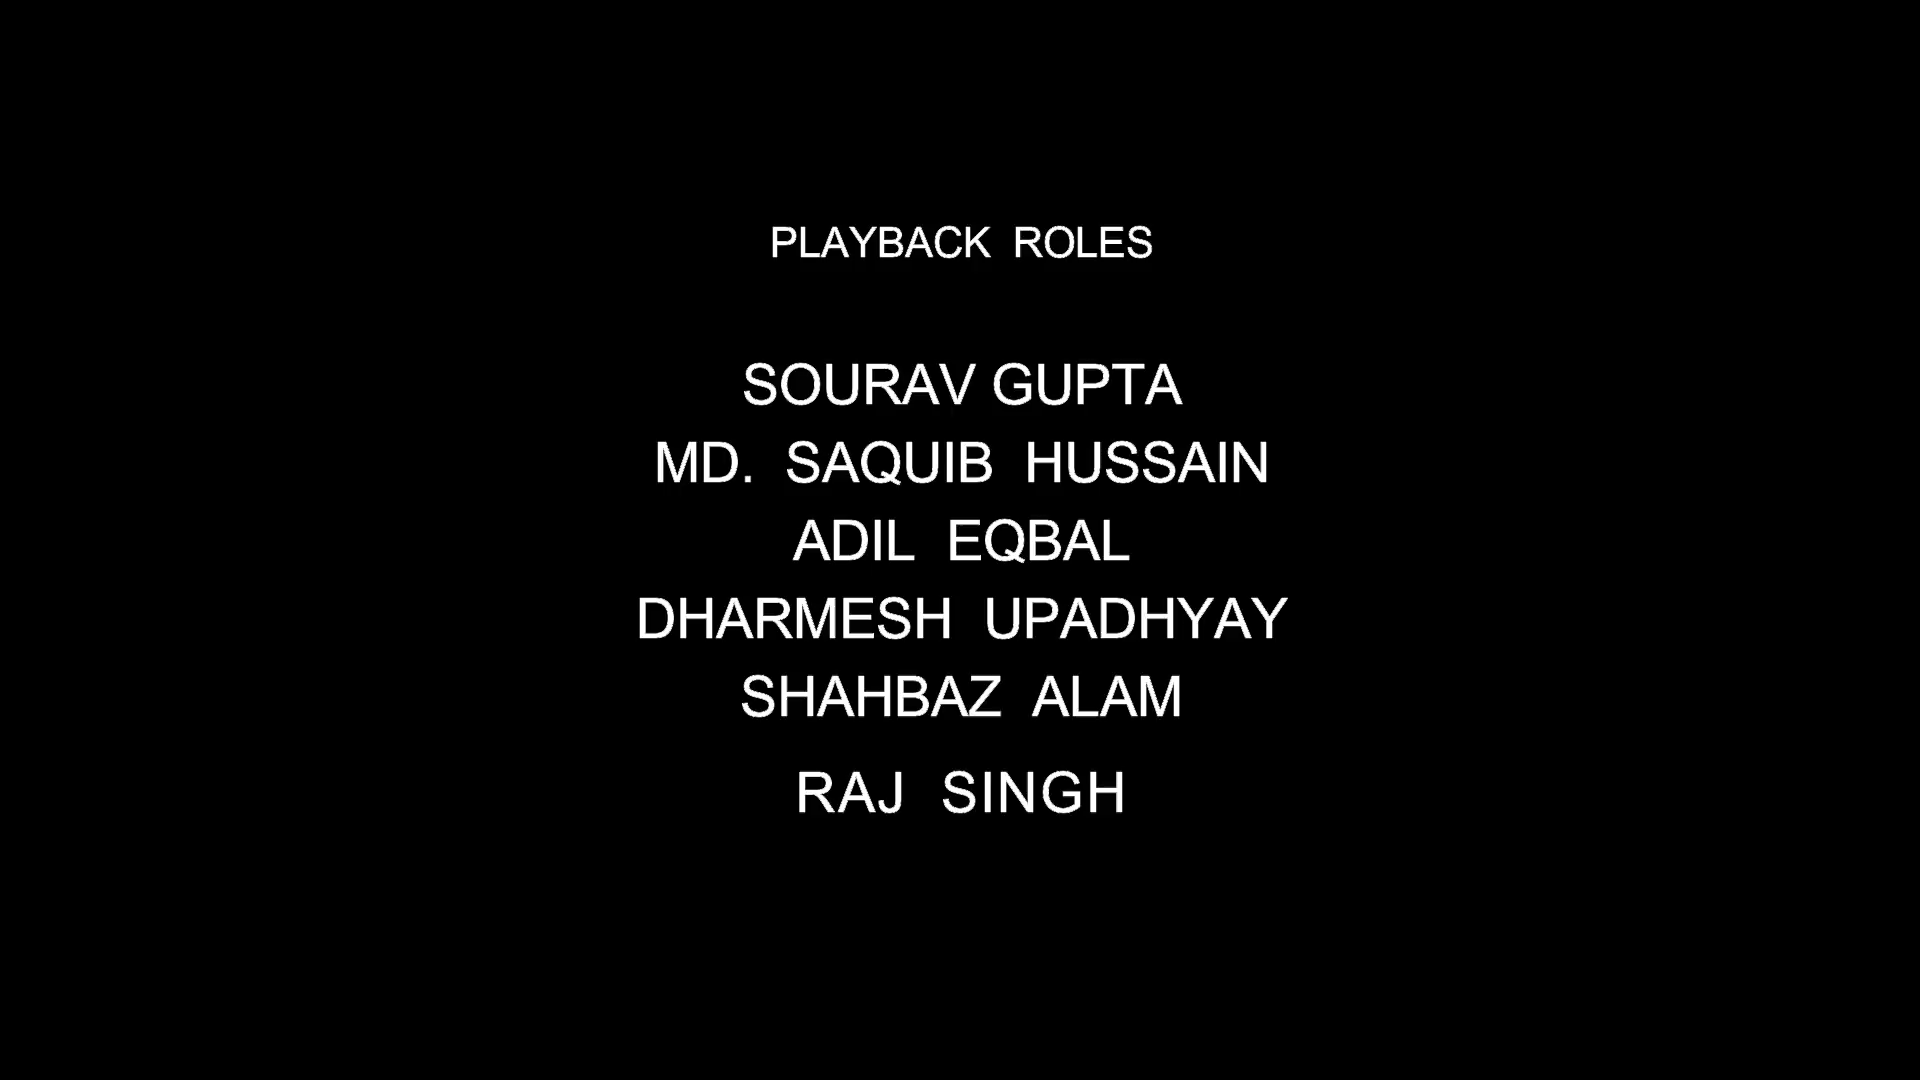 PLAYBACK ROLES
SOURAV GUPTA
MD. SAQUIB HUSSAIN
ADIL EQBAL
DHARMESH UPADHYAY
SHAHBAZ ALAM
RAJ SINGH